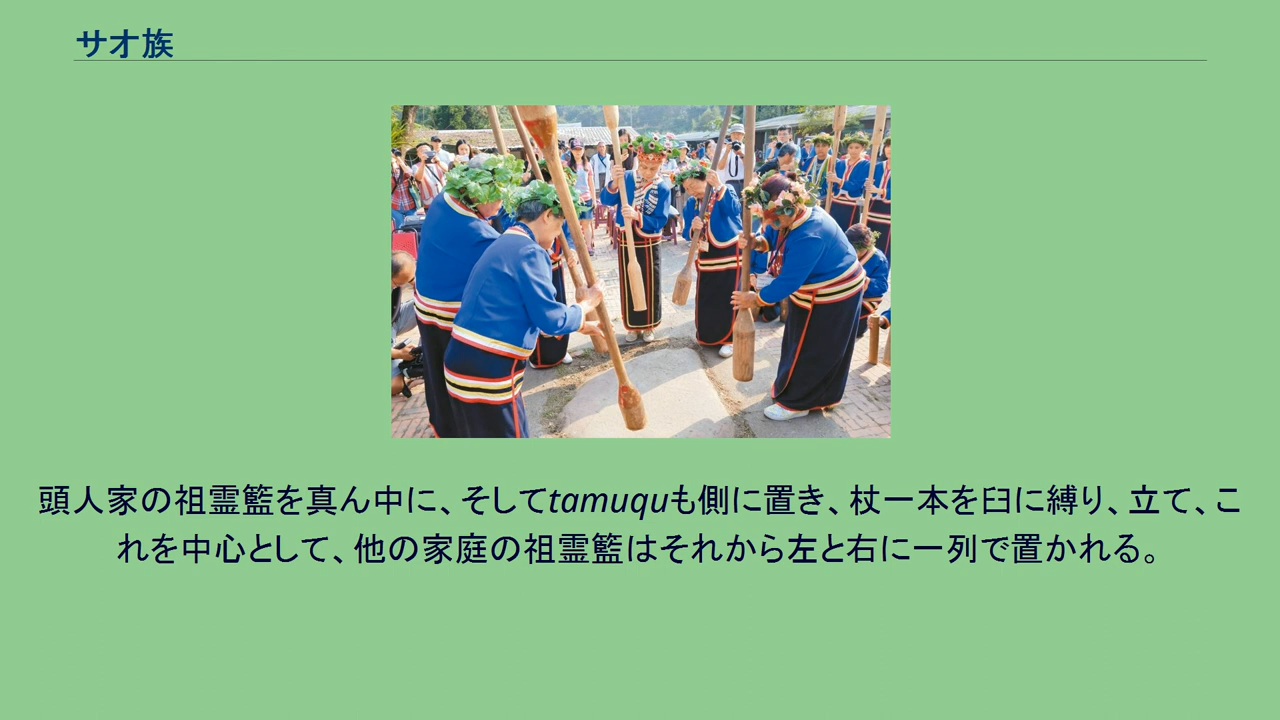 サオ族
頭人家の祖霊籃を真ん中に、そしてtamuquも側に置き、杖一本を臼に縛り、立て、こ
れを中心として、他の家庭の祖霊籃はそれから左と右に一列で置かれる。